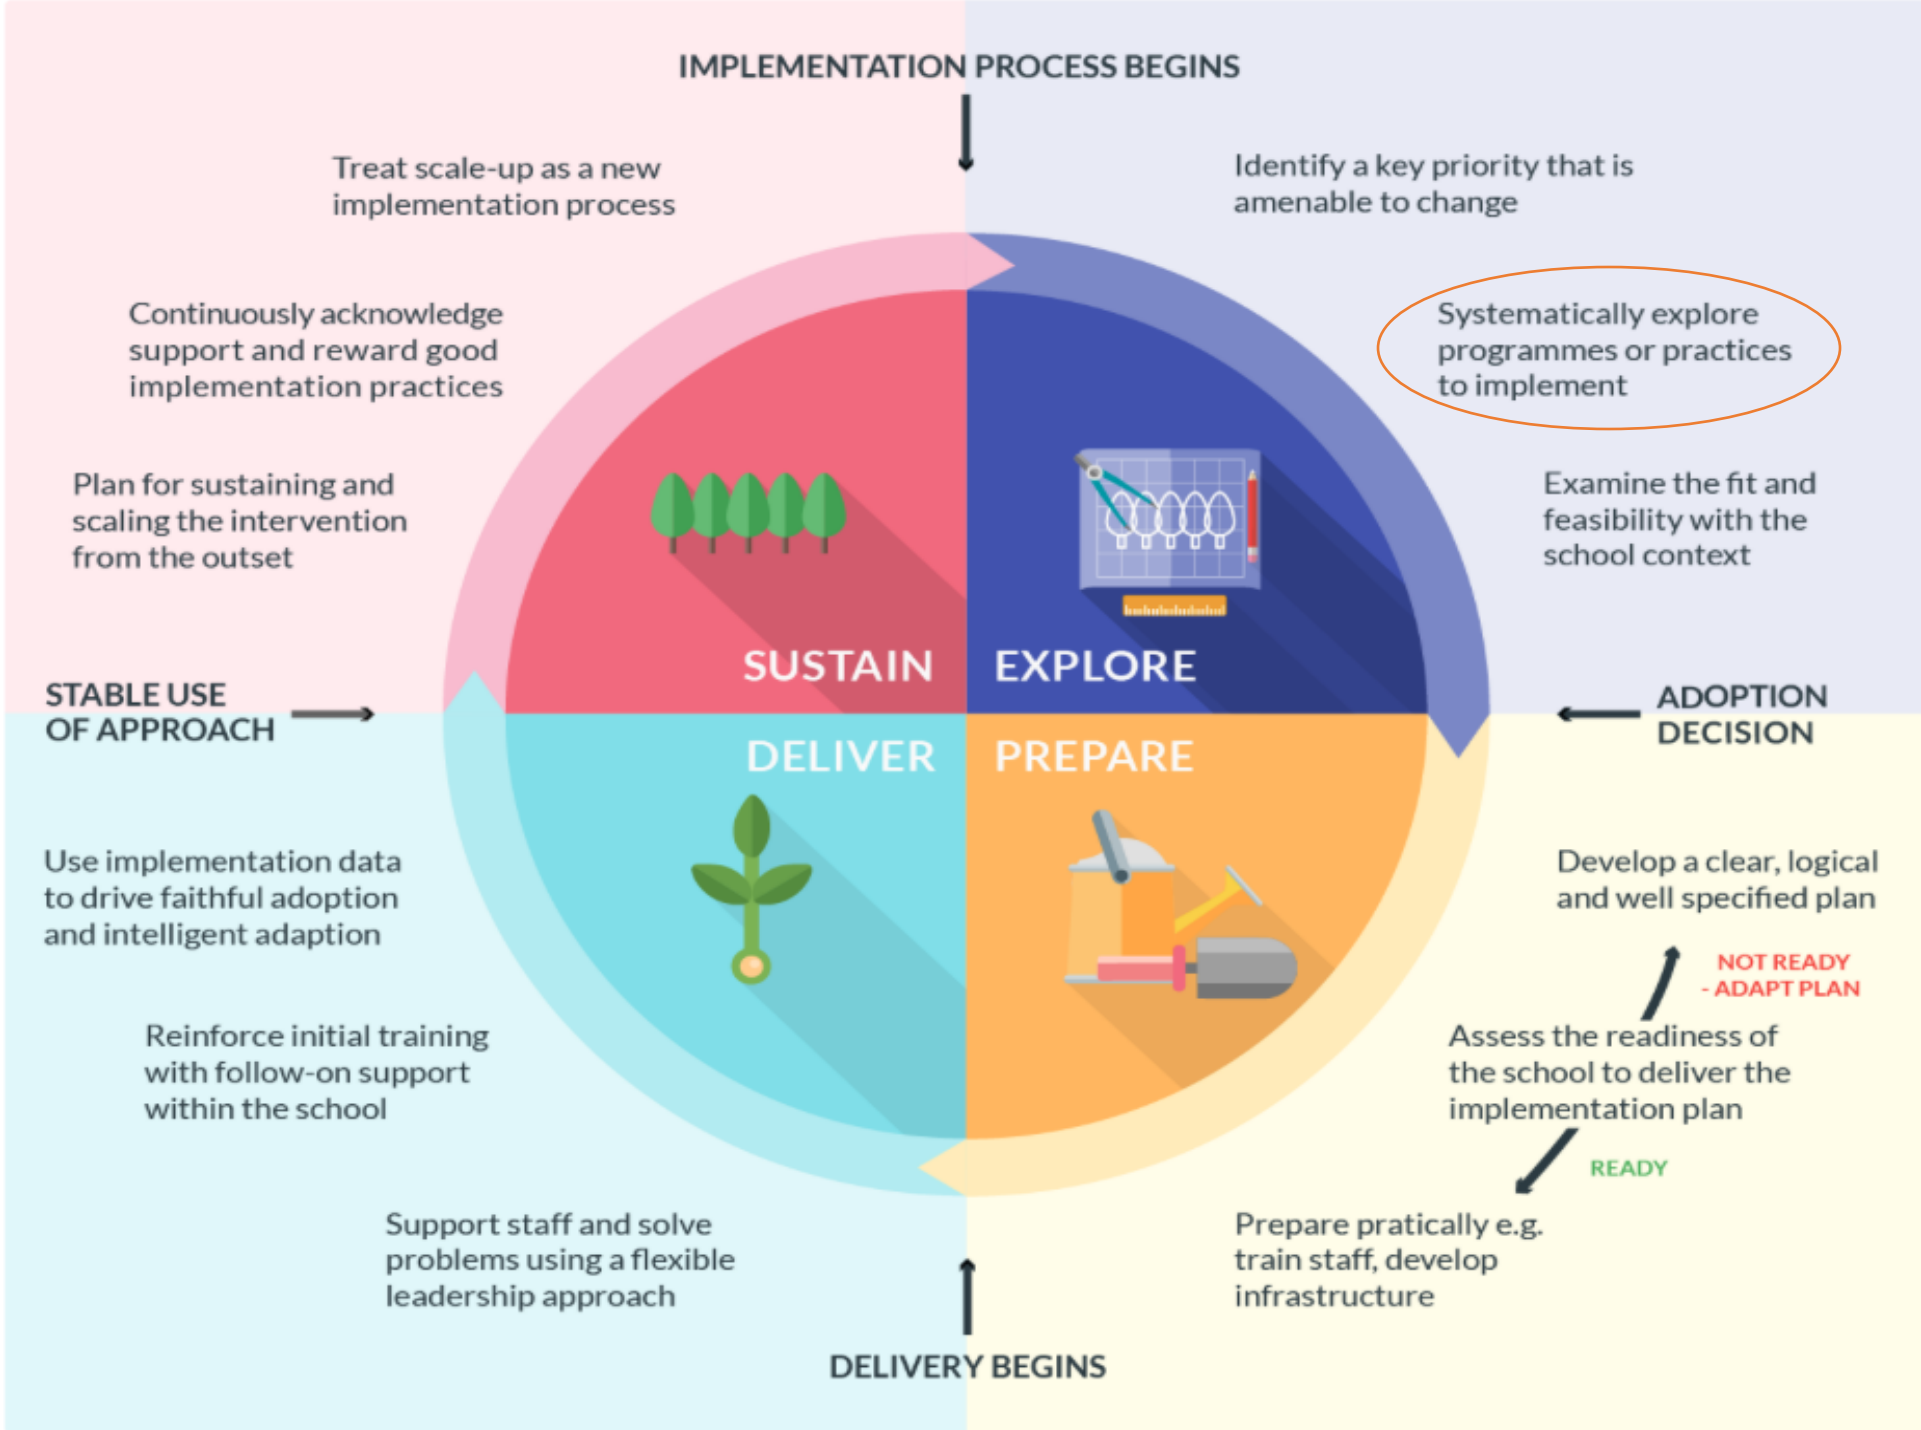 IMPLEMENTATION PROCESS BEGINS
Identify a key priority that is
amenable to change
Systematically explore
programmes or practices
to implement
Examine the fit and
feasibility with the
school context
EXPLORE
ADOPTION
DECISION
PREPARE
Develop a clear, logical
and well specified plan
NOT READY
- ADAPT PLAN
Assess the readiness of
the school to deliver the
implementation plan
READY
Prepare pratically e.g.
train staff, develop
infrastructure
DELIVERY BEGINS
DELIVER
Support staff and solve
problems using a flexible
leadership approach
Reinforce initial training
with follow-on support
within the school
Use implementation data
to drive faithful adoption
and intelligent adaption
STABLE USE
OF APPROACH
SUSTAIN
Plan for sustaining and
scaling the intervention
from the outset
Continuously acknowledge
support and reward good
implementation practices
Treat scale-up as a new
implementation process